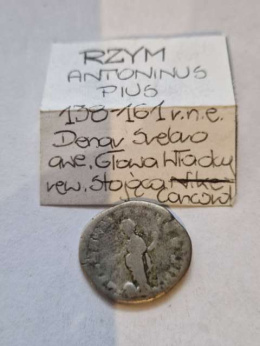 RZYM
ANTONINUS
PIUS
138-161 r.n.e.
Denar Srebro
awe. Głowa Władcy
rew. Stojąca Nike
Concord